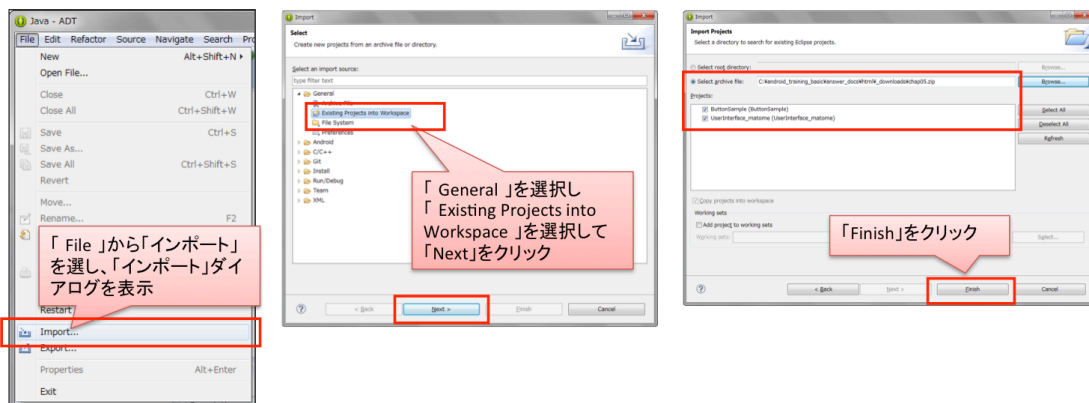 Java - ADT
File Edit Refactor Source Navigate Search Pro
New Alt+Shift+N
Open File...
Close Ctrl+W
Close All Ctrl+Shift+W
Save Ctrl+S
Save As...
Save All Ctrl+Shift+S
Revert
Move...
Rename... F2
「 File 」から「インポート」
を選し、「インポート」ダイ
アログを表示
Restart
Import...
Export...
Properties Alt+Enter
Exit
Import
Select
Create new projects from an archive file or directory.
Select an import source:
type filter text
General
Archive File
Existing Projects into Workspace
File System
Preferences
Android
C/C++
Git
Install
Run/Debug
Team
XML
「 General 」を選択し
「 Existing Projects into
Workspace 」を選択して
「Next」をクリック
< Back Next > Finish Cancel
Import
Import Projects
Select a directory to search for existing Eclipse projects.
Select root directory: Browse...
Select archive file: C:¥android_training_basic¥answer_docs¥html¥_downloads¥chap05.zip Browse...
Projects:
ButtonSample (ButtonSample) Select All
UserInterface_matome (UserInterface_matome) Deselect All
Refresh
Copy projects into workspace
Working sets
Add project to working sets
Working sets: Select...
「Finish」をクリック
< Back Next > Finish Cancel